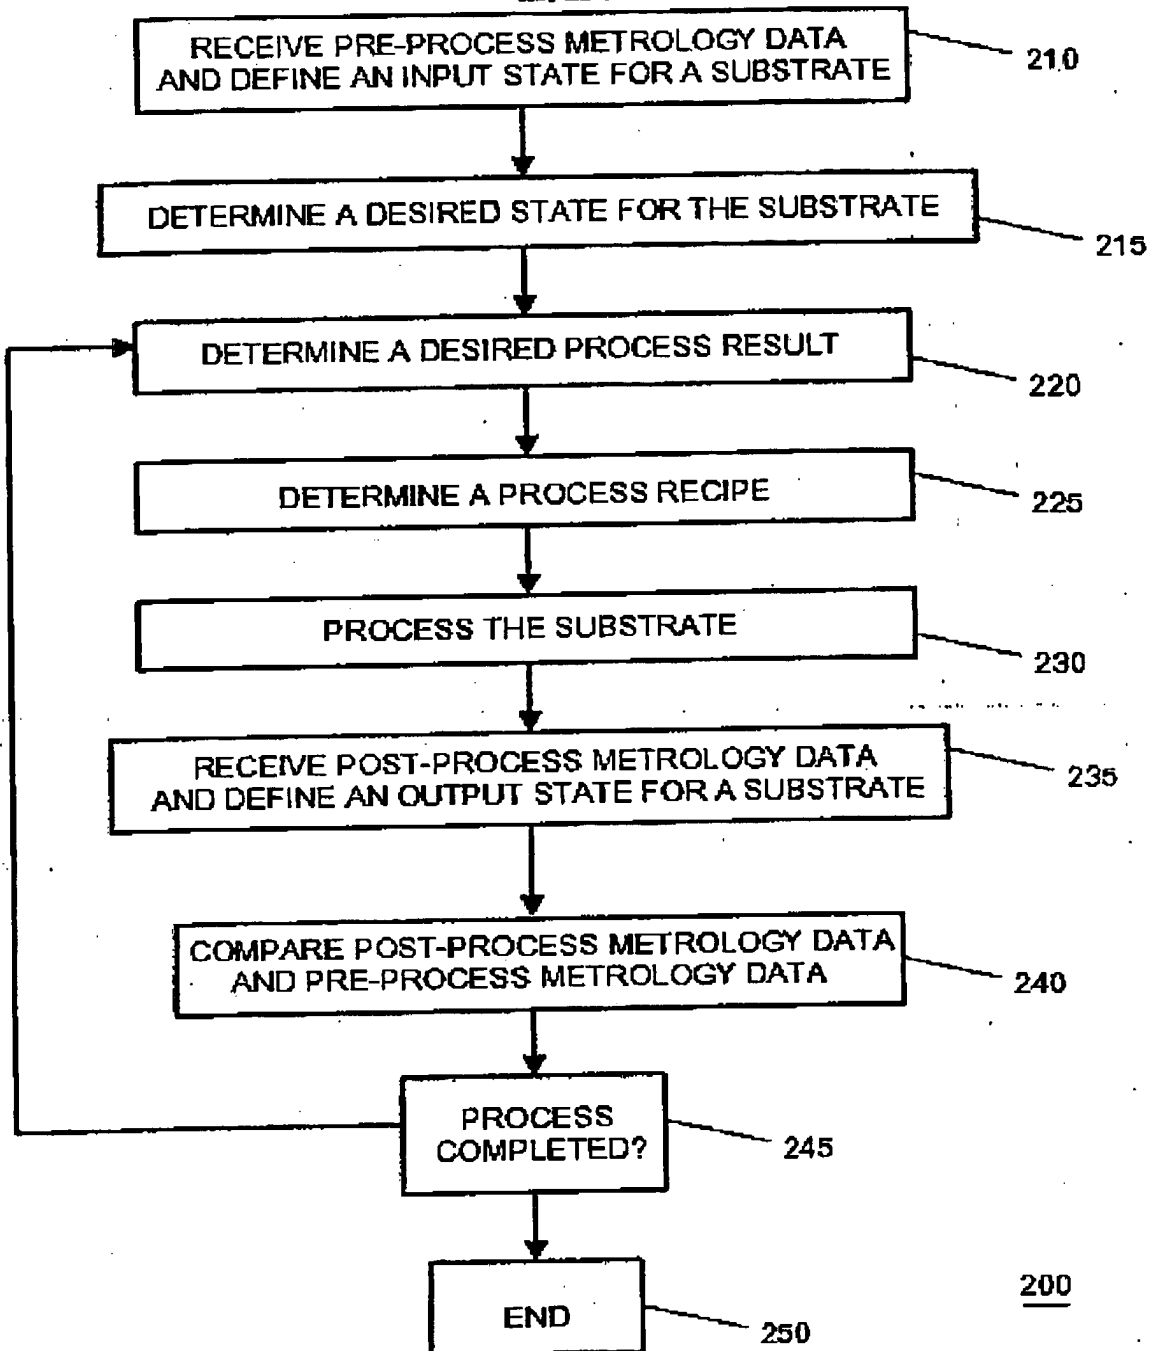 RECEIVE PRE-PROCESS METROLOGY DATA
AND DEFINE AN INPUT STATE FOR A SUBSTRATE
210
DETERMINE A DESIRED STATE FOR THE SUBSTRATE
215
DETERMINE A DESIRED PROCESS RESULT
220
DETERMINE A PROCESS RECIPE
225
PROCESS THE SUBSTRATE
230
RECEIVE POST-PROCESS METROLOGY DATA
AND DEFINE AN OUTPUT STATE FOR A SUBSTRATE
235
COMPARE POST-PROCESS METROLOGY DATA
AND PRE-PROCESS METROLOGY DATA
240
PROCESS
COMPLETED?
245
END
250
200